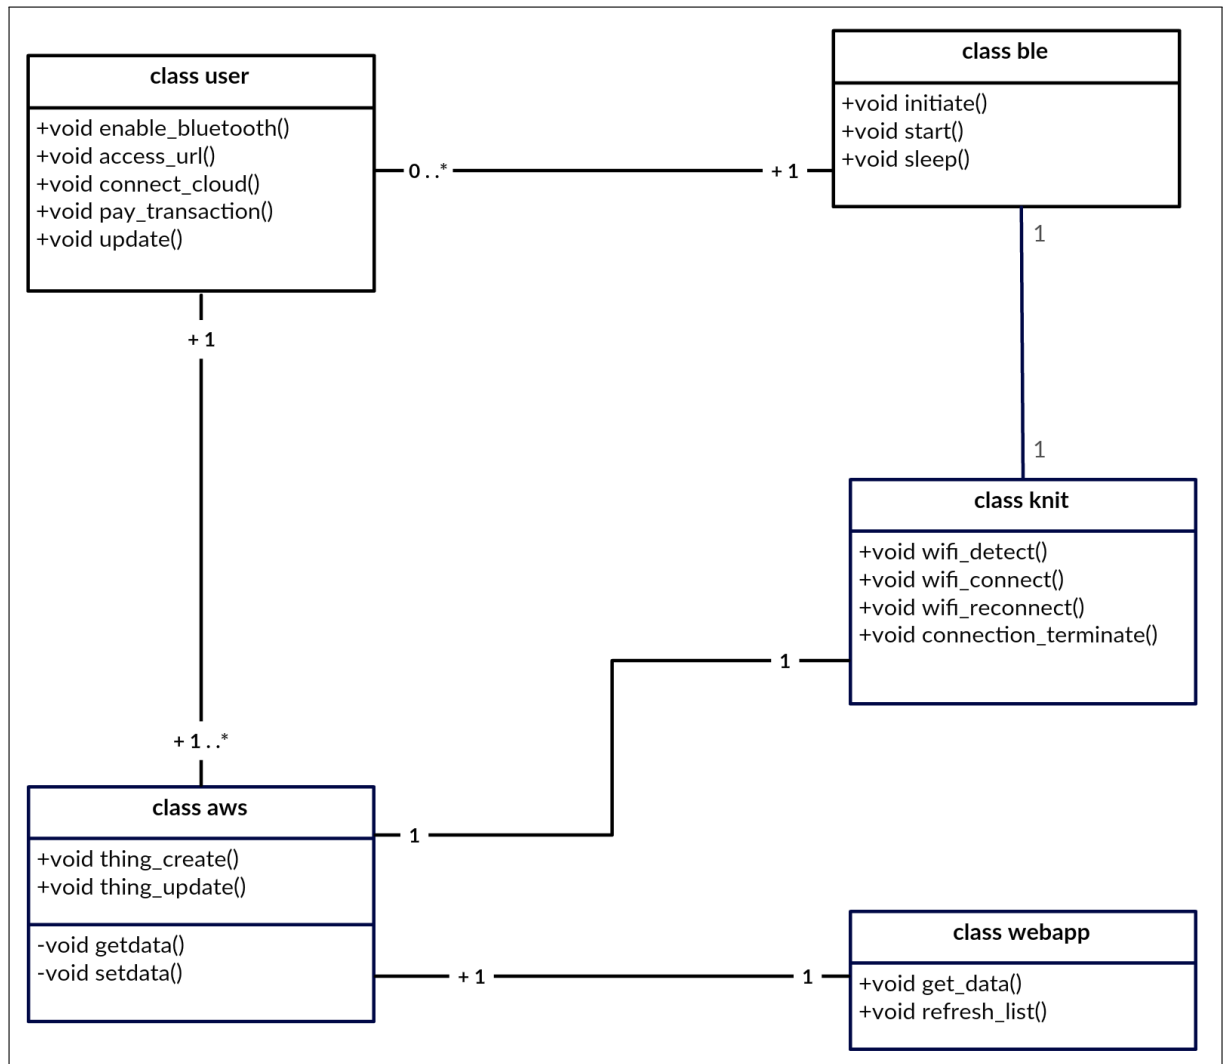 class user
+void enable_bluetooth()
+void access_url()
+void connect_cloud()
+void pay_transaction()
+void update()
class ble
+void initiate()
+void start()
+void sleep()
0 . .*
+ 1
1
+ 1
1
class knit
+void wifi_detect()
+void wifi_connect()
+void wifi_reconnect()
+void connection_terminate()
1
+ 1 . .*
class aws
+void thing_create()
+void thing_update()
-void getdata()
-void setdata()
1
class webapp
+void get_data()
+void refresh_list()
+ 1
1